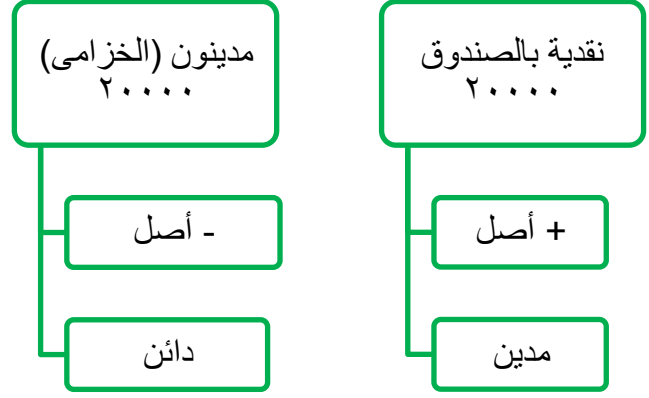 نقدية بالصندوق
٢٠٠٠٠
+ أصل
مدين
مدينون (الخزامى)
٢٠٠٠٠
- أصل
دائن